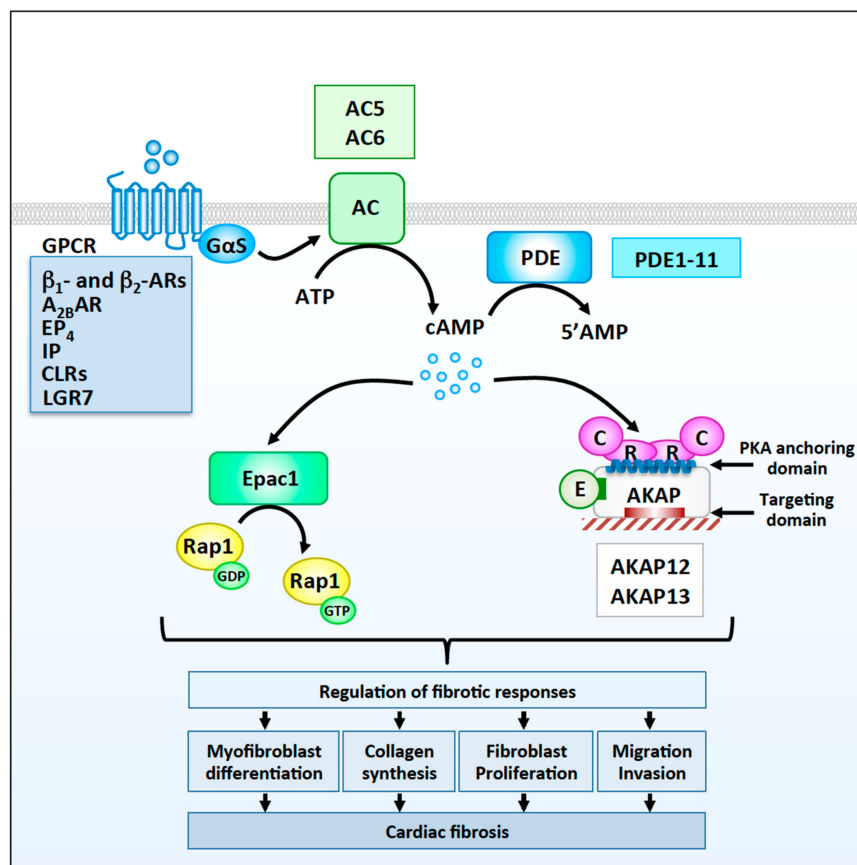 AC5
AC6
AC
GPCR
GαS
β₁- and β₂-ARs
A₂BAR
EP₄
IP
CLRs
LGR7
ATP
cAMP
PDE
5'AMP
PDE1-11
Epac1
Rap1
GDP
Rap1
GTP
C
R
R
C
E
AKAP
PKA anchoring
domain
Targeting
domain
AKAP12
AKAP13
Regulation of fibrotic responses
Myofibroblast
differentiation
Collagen
synthesis
Fibroblast
Proliferation
Migration
Invasion
Cardiac fibrosis